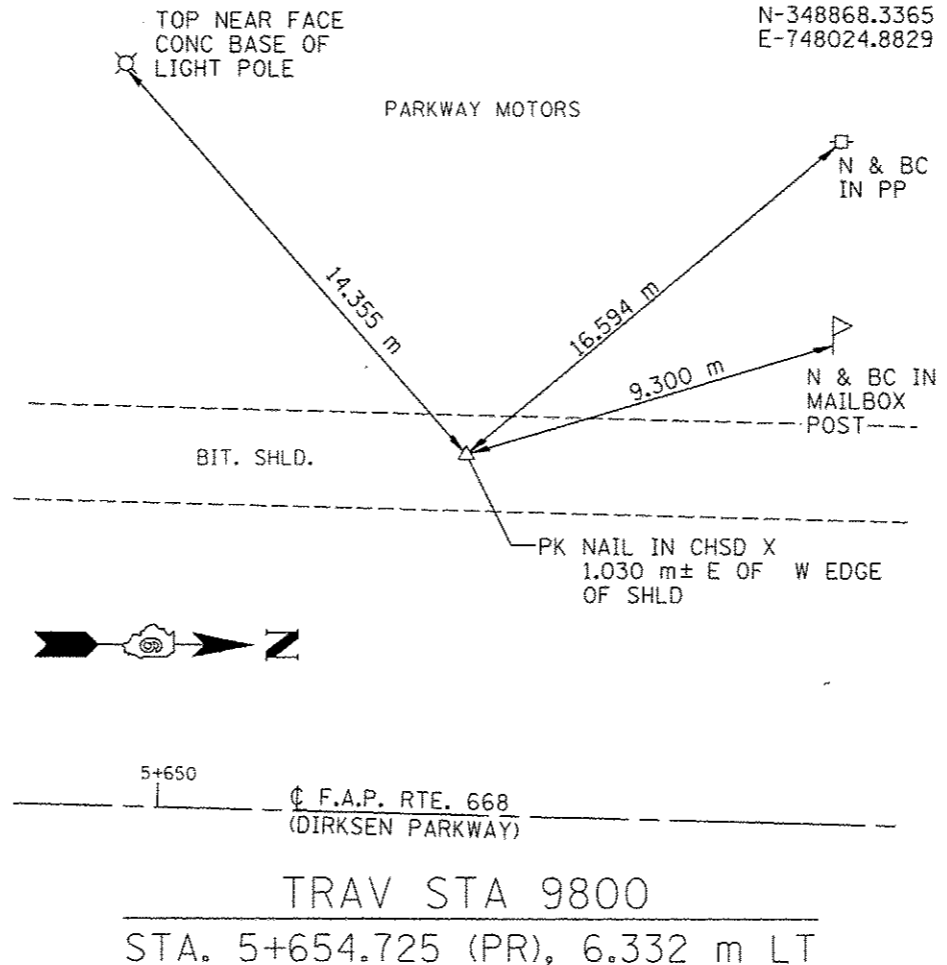 TOP NEAR FACE
CONC BASE OF
LIGHT POLE
N-348868.3365
E-748024.8829
PARKWAY MOTORS
N & BC
IN PP
14.355 m
16.594 m
9.300 m
N & BC IN
MAILBOX
POST
BIT. SHLD.
PK NAIL IN CHSD X
1.030 m± E OF W EDGE
OF SHLD
N
5+650
℄ F.A.P. RTE. 668
(DIRKSEN PARKWAY)
TRAV STA 9800
STA. 5+654.725 (PR), 6.332 m LT